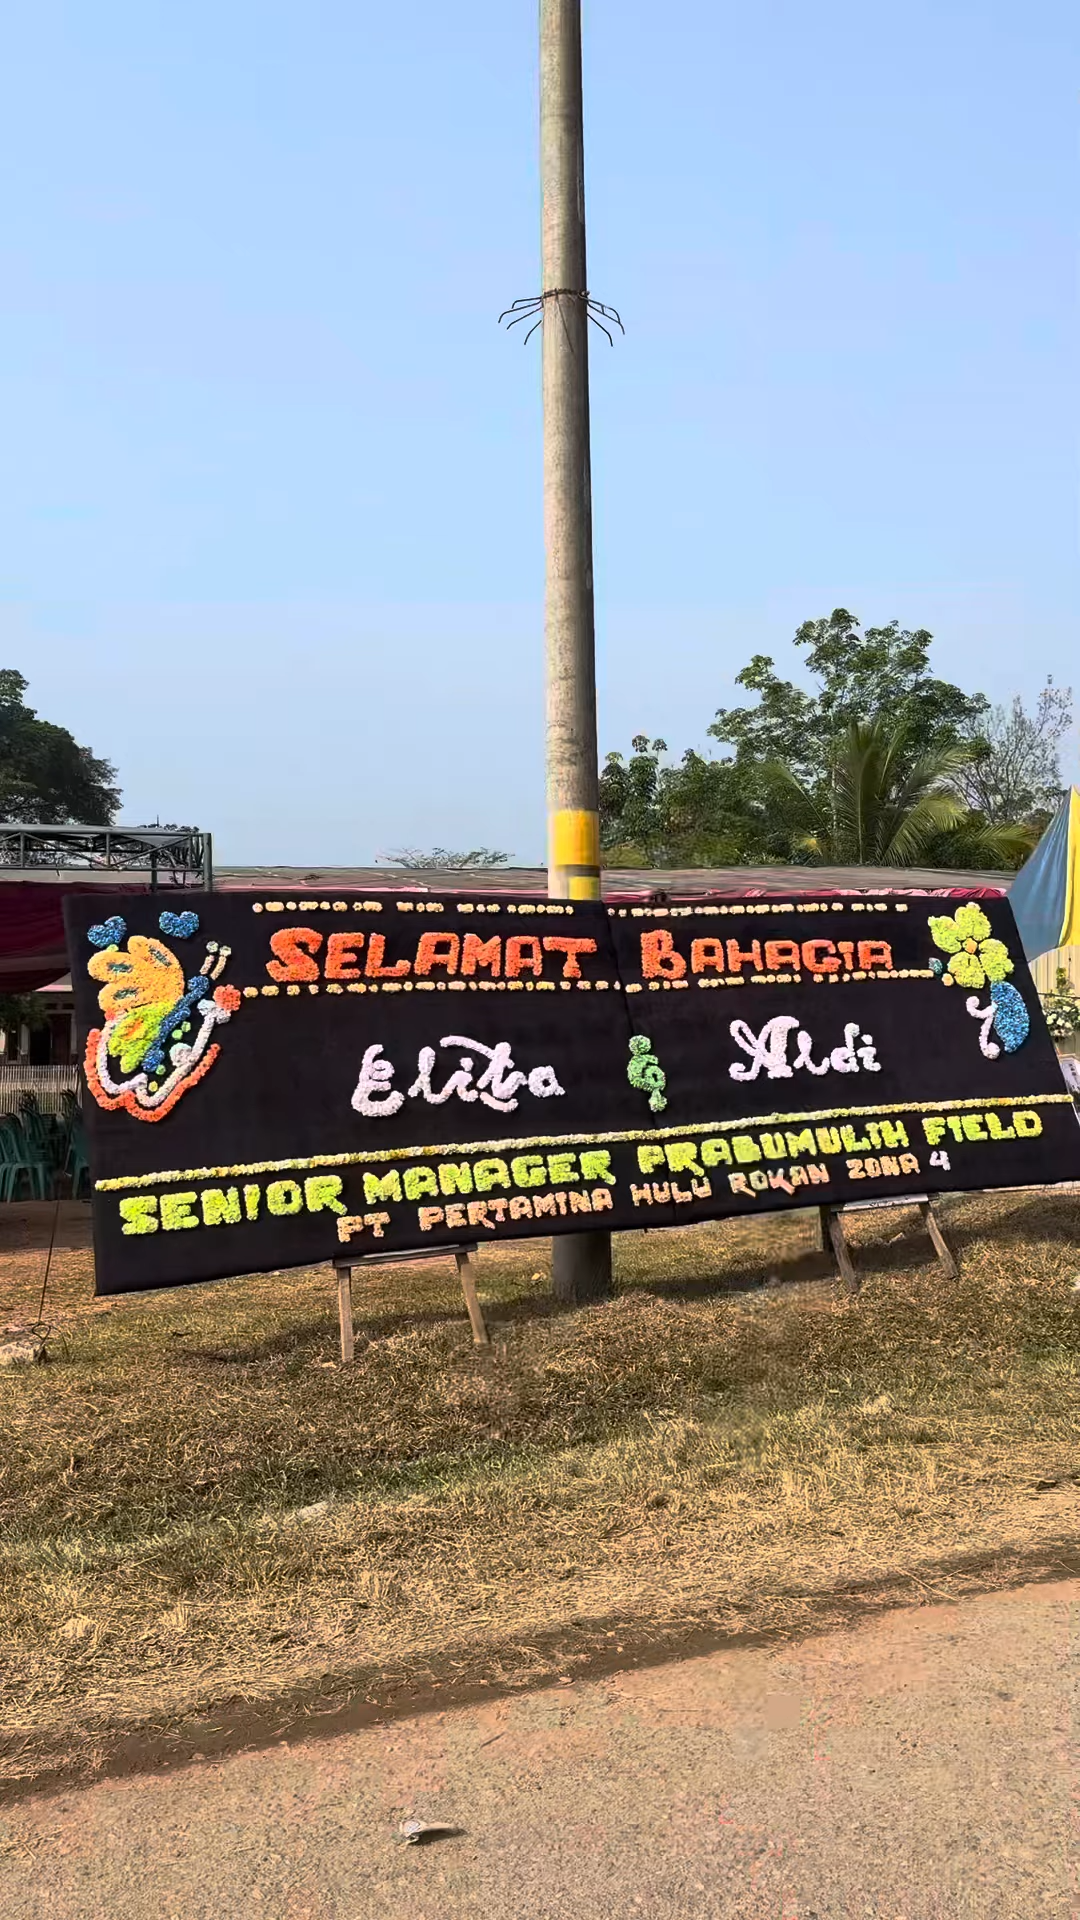 SELAMAT BAHAGIA
Elita & Aldi
SENIOR MANAGER PRABUMULIH FIELD
PT PERTAMINA HULU ROKAN ZONA 4